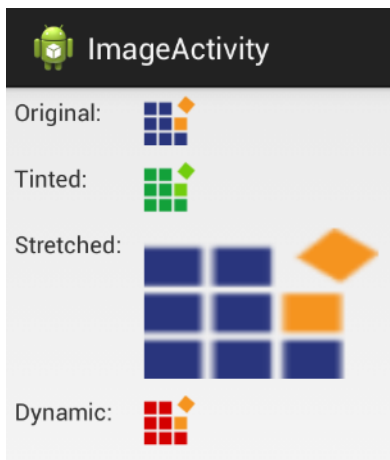 ImageActivity
Original:
Tinted:
Stretched:
Dynamic: